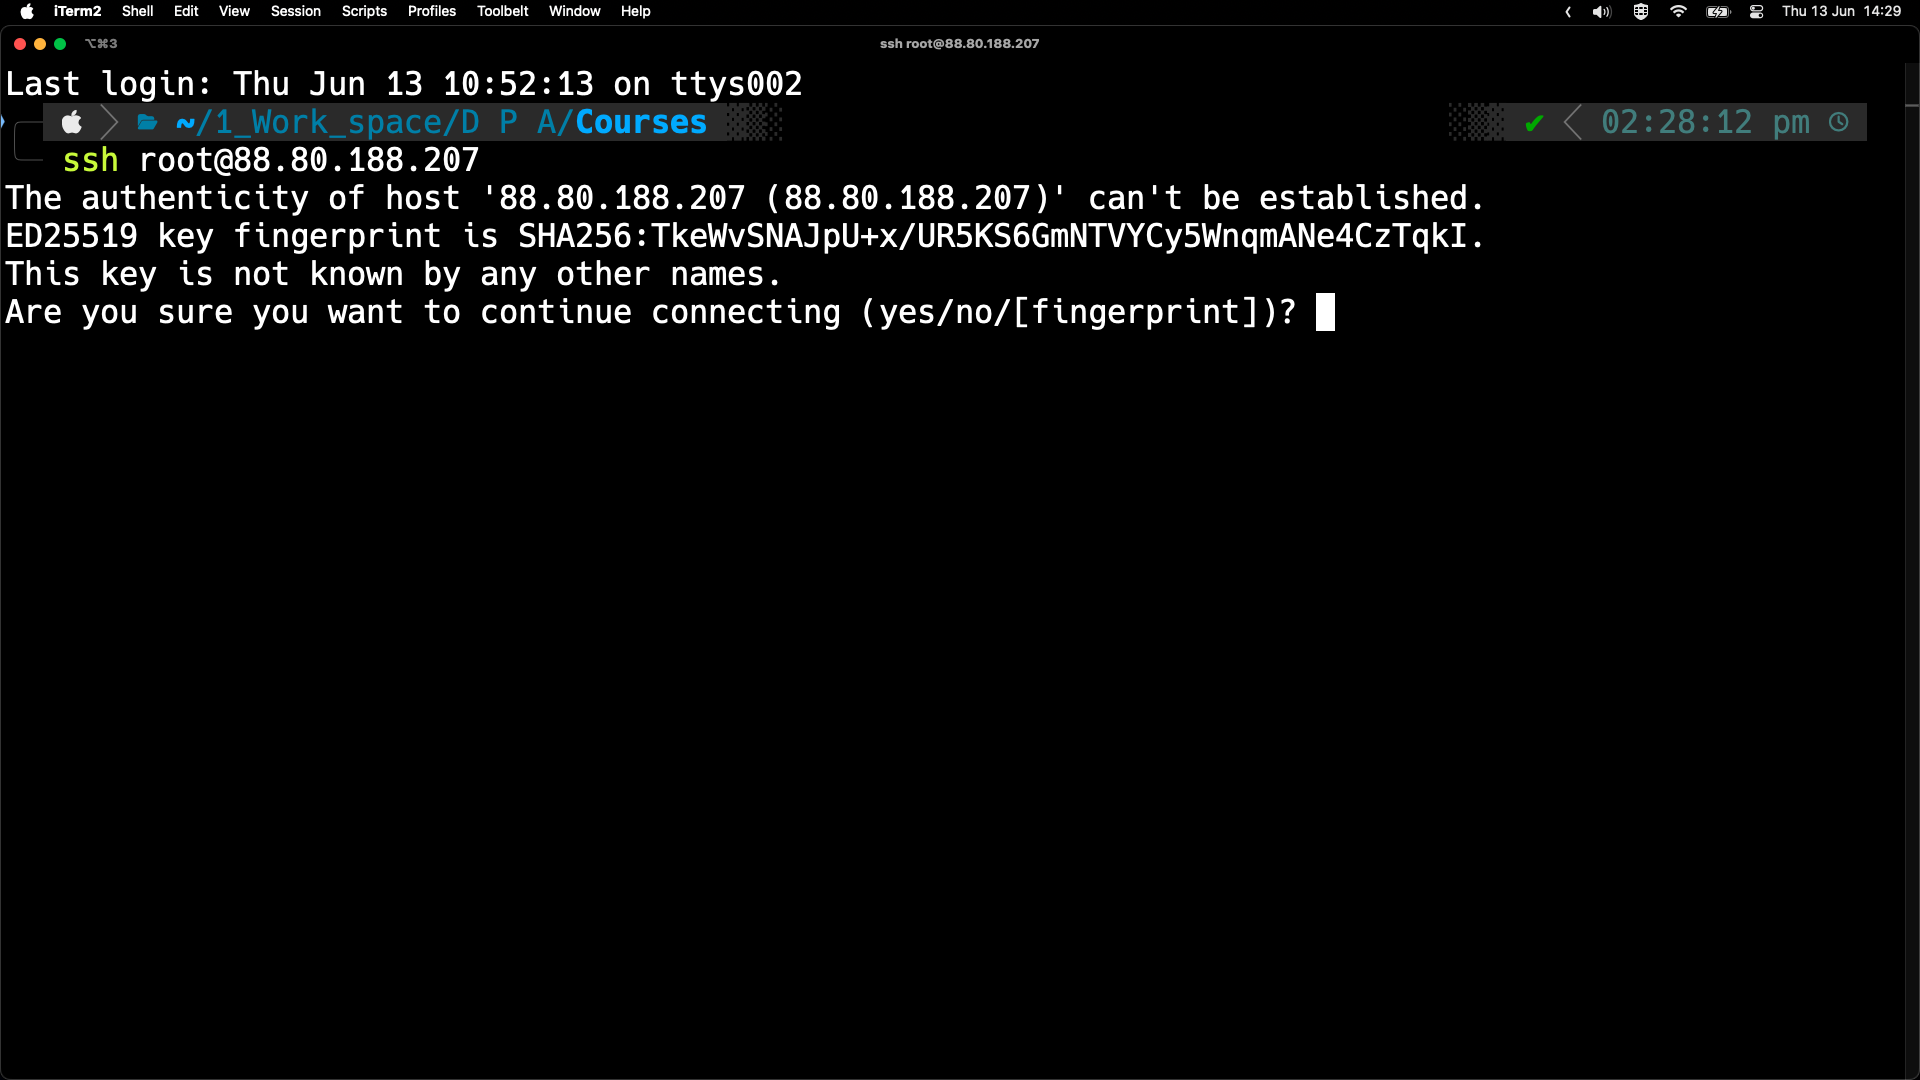 iTerm2 Shell Edit View Session Scripts Profiles Toolbelt Window Help Thu 13 Jun 14:29
⌥⌘3 ssh root@88.80.188.207
Last login: Thu Jun 13 10:52:13 on ttys002
~/1_Work_space/D P A/Courses ✔ 02:28:12 pm
ssh root@88.80.188.207
The authenticity of host '88.80.188.207 (88.80.188.207)' can't be established.
ED25519 key fingerprint is SHA256:TkeWvSNAJpU+x/UR5KS6GmNTVYCy5WnqmANe4CzTqkI.
This key is not known by any other names.
Are you sure you want to continue connecting (yes/no/[fingerprint])?